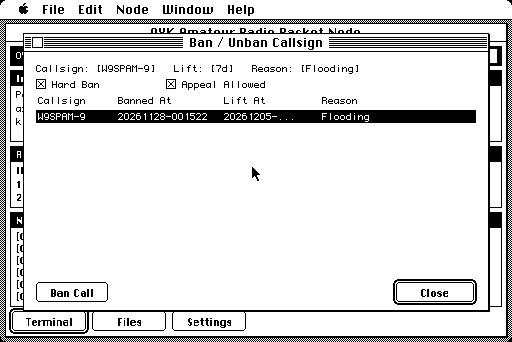 File Edit Node Window Help
Ban / Unban Callsign
Callsign: [W9SPAM-9] Lift: [7d] Reason: [Flooding]
Hard Ban Appeal Allowed
Callsign Banned At Lift At Reason
W9SPAM-9 20261128-001522 20261205-... Flooding
Ban Call Close
Terminal Files Settings